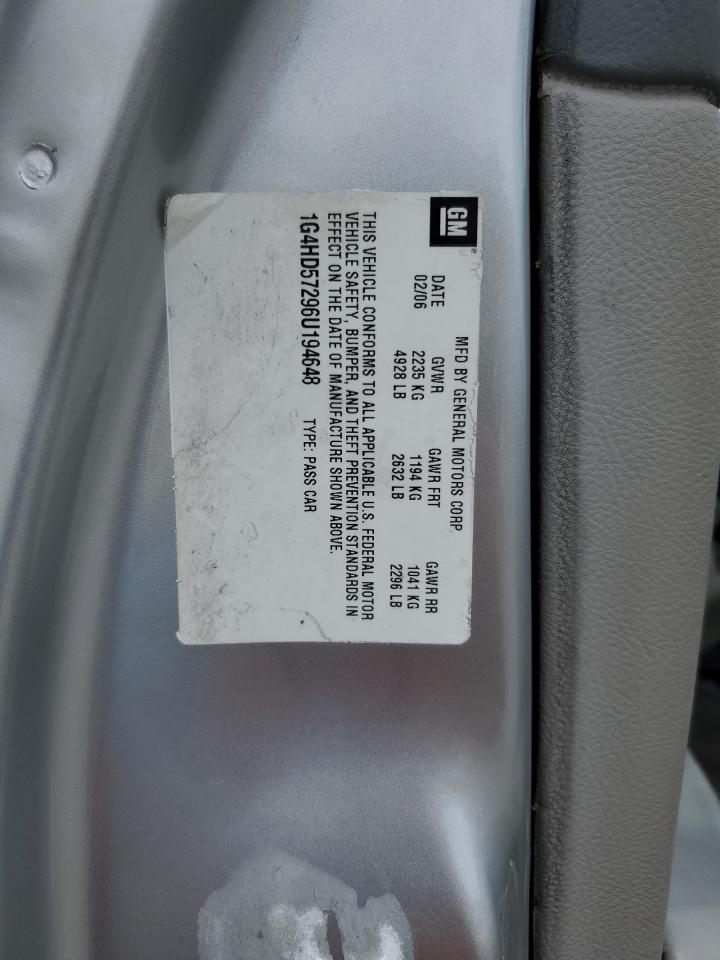 GM®
MFD BY GENERAL MOTORS CORP
DATE GVWR GAWR FRT GAWR RR
02/06 2235 KG 1194 KG 1041 KG
4928 LB 2632 LB 2296 LB
THIS VEHICLE CONFORMS TO ALL APPLICABLE U.S. FEDERAL MOTOR
VEHICLE SAFETY, BUMPER, AND THEFT PREVENTION STANDARDS IN
EFFECT ON THE DATE OF MANUFACTURE SHOWN ABOVE.
1G4HD57296U194648 TYPE: PASS CAR